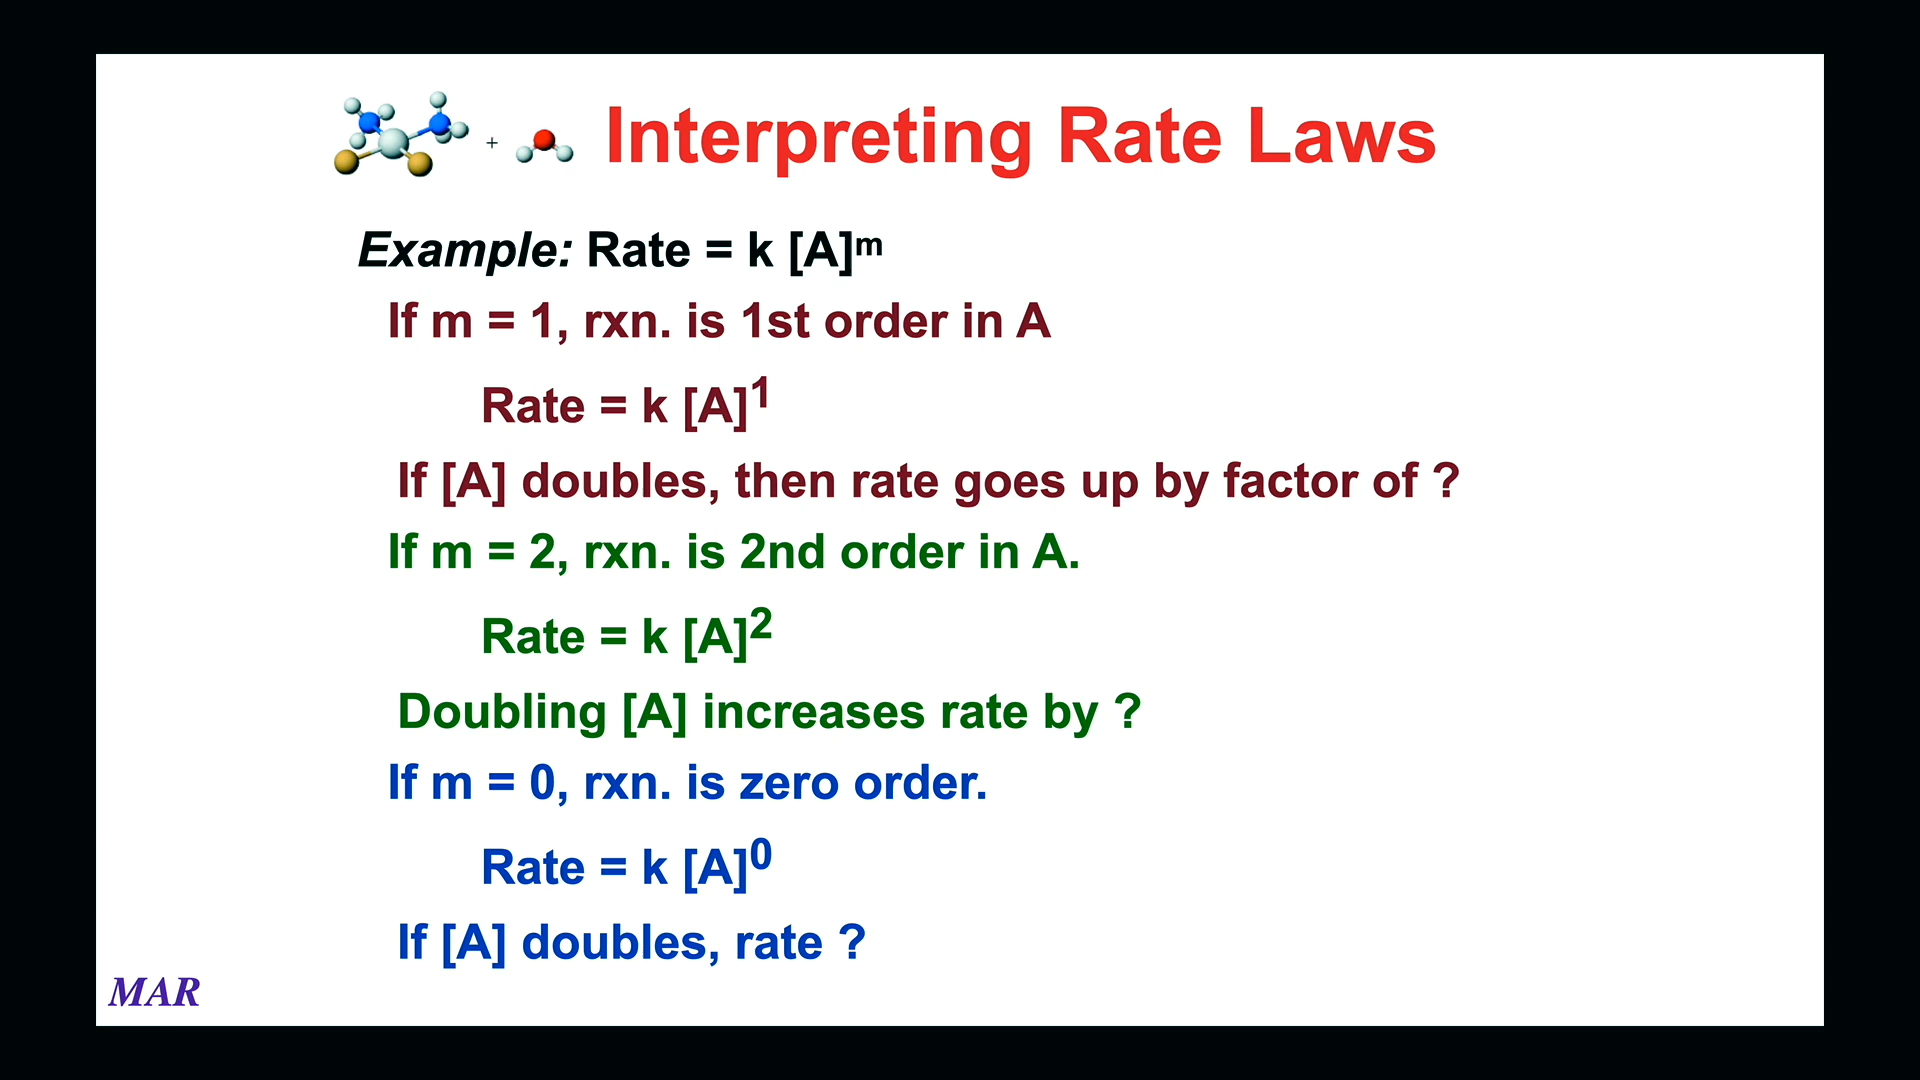 + Interpreting Rate Laws
Example: Rate = k [A]ᵐ
If m = 1, rxn. is 1st order in A
Rate = k [A]¹
If [A] doubles, then rate goes up by factor of ?
If m = 2, rxn. is 2nd order in A.
Rate = k [A]²
Doubling [A] increases rate by ?
If m = 0, rxn. is zero order.
Rate = k [A]⁰
If [A] doubles, rate ?
MAR